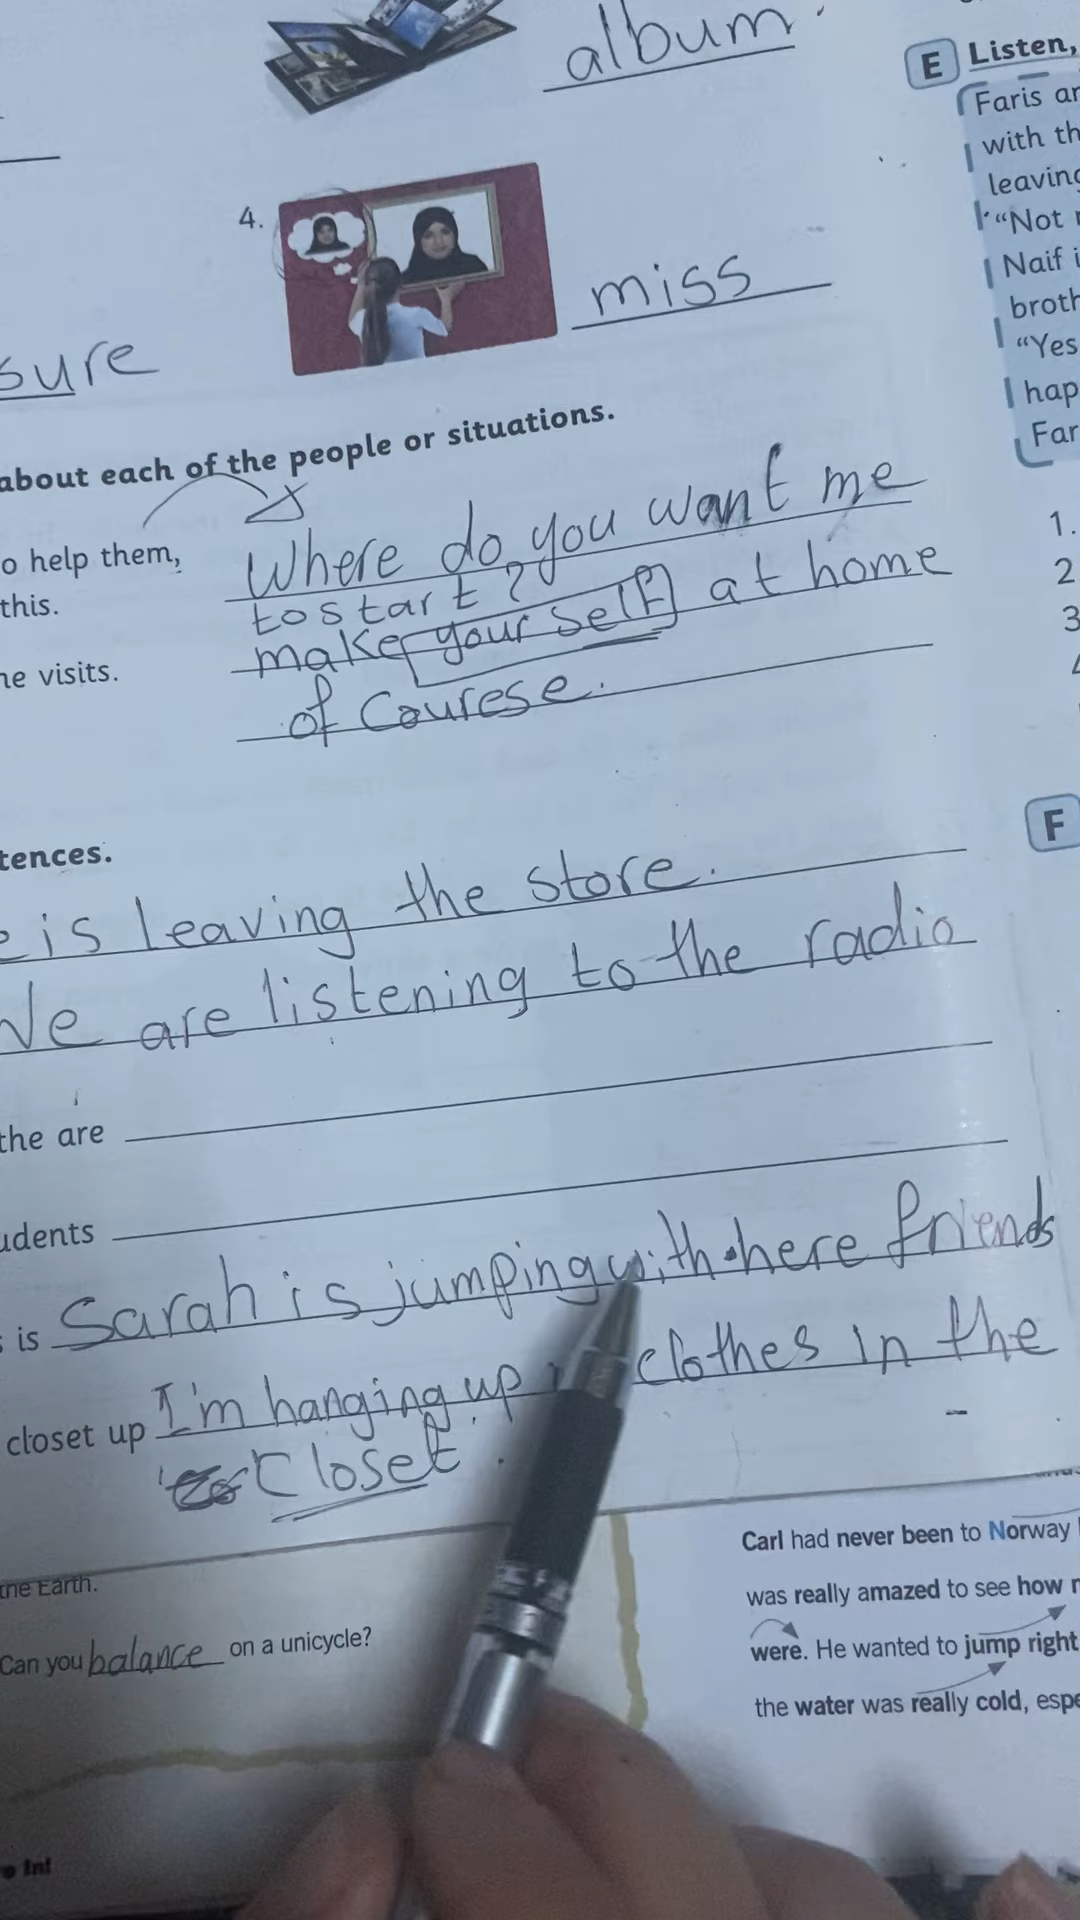 album
E Listen,
Faris ar
with th
leaving
"Not
Naif i
broth
"Yes
hap
Far
4.
miss
sure
about each of the people or situations.
o help them,
Where do you want me
to start?
this.
make your self at home
he visits.
of Courese.
1.
2
3
F
tences.
e is leaving the store.
We are listening to the radio
the are
udents
is Sarah is jumping with here friends
closet up I'm hanging up clothes in the
Closet.
the Earth.
Can you balance on a unicycle?
Carl had never been to Norway
was really amazed to see how
were. He wanted to jump right
the water was really cold, espe